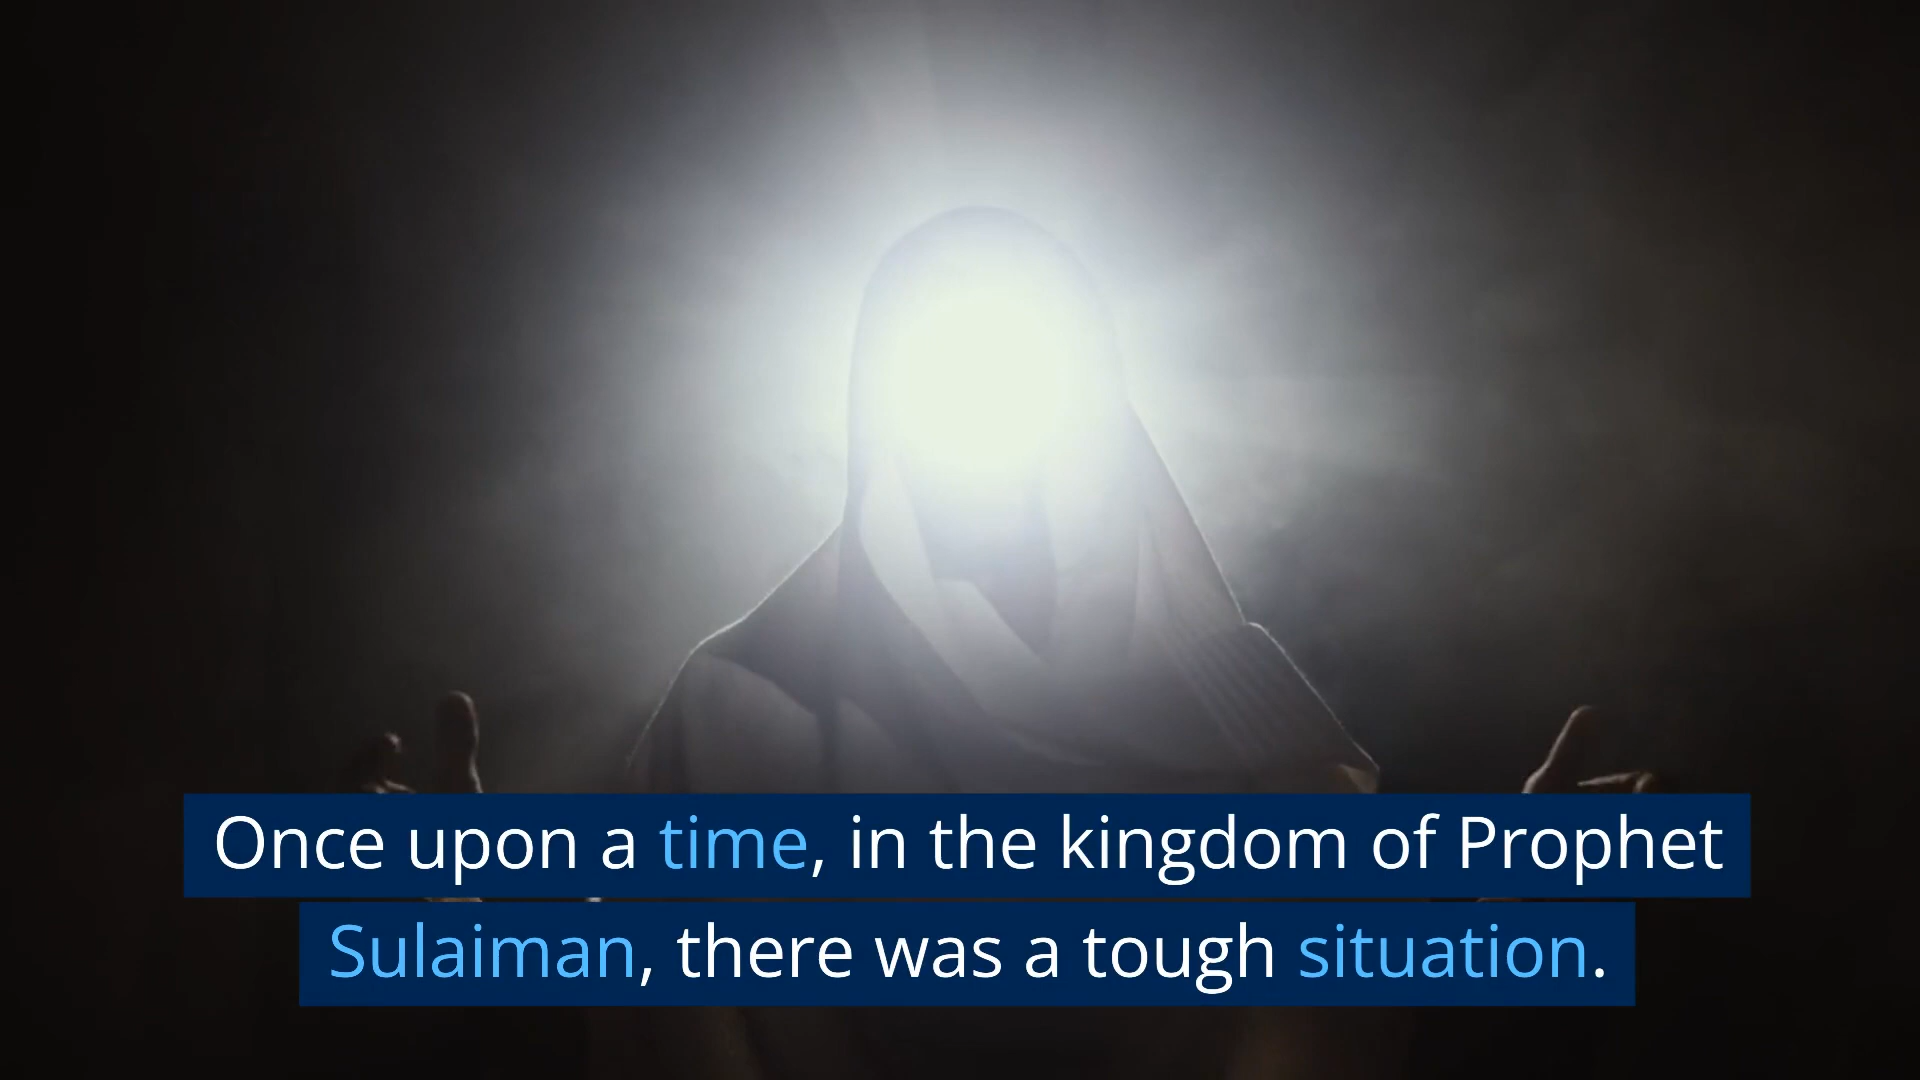 Once upon a time, in the kingdom of Prophet
Sulaiman, there was a tough situation.